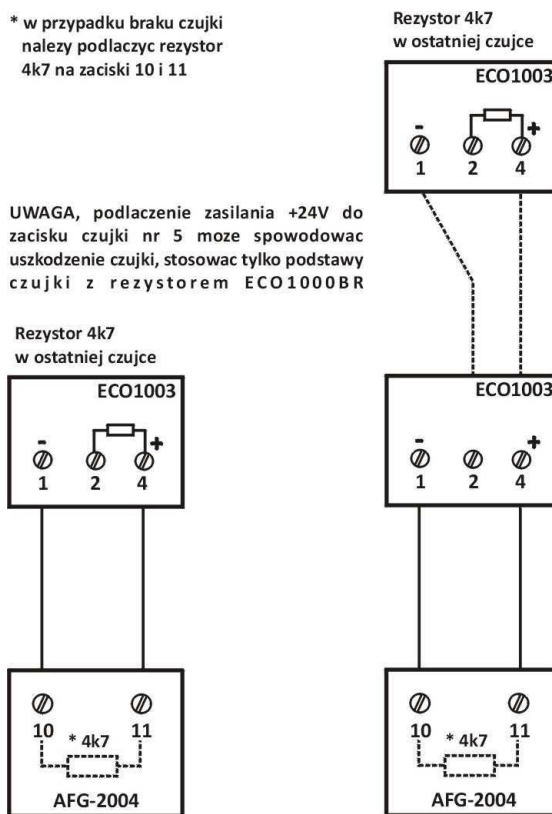 * w przypadku braku czujki
nalezy podlaczyc rezystor
4k7 na zaciski 10 i 11
UWAGA, podlaczenie zasilania +24V do
zacisku czujki nr 5 moze spowodowac
uszkodzenie czujki, stosowac tylko podstawy
czujki z rezystorem ECO1000BR
Rezystor 4k7
w ostatniej czujce
ECO1003
- +
1 2 4
10 11
* 4k7
AFG-2004
Rezystor 4k7
w ostatniej czujce
ECO1003
- +
1 2 4
ECO1003
- +
1 2 4
10 11
* 4k7
AFG-2004